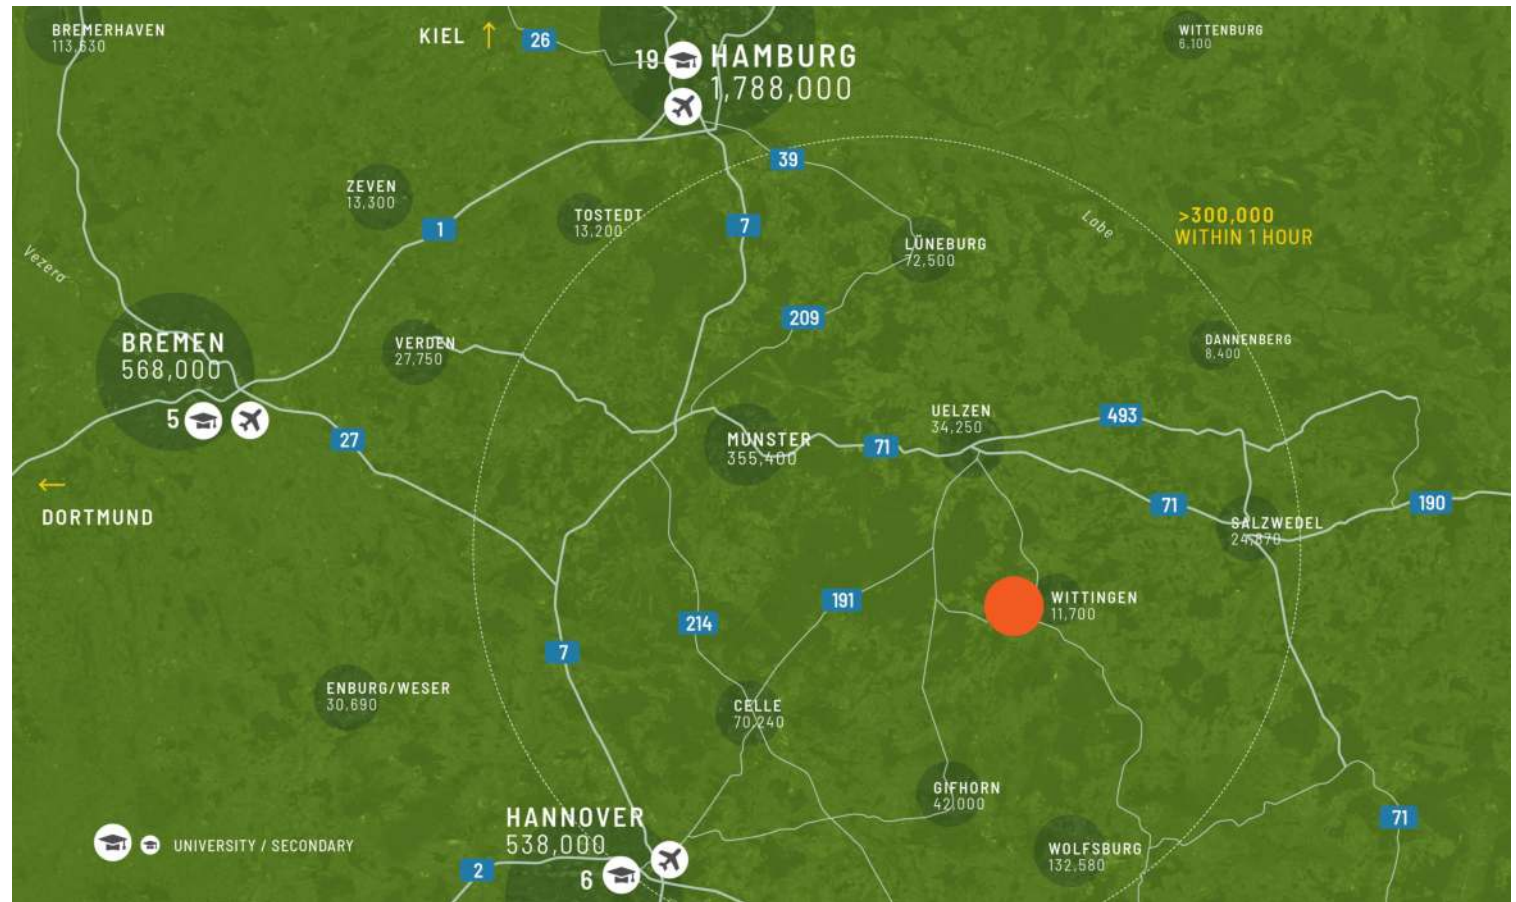 BREMERHAVEN
113,630
KIEL ↑
26
19
HAMBURG
1,788,000
WITTENBURG
6,100
39
ZEVEN
13,300
TOSTEDT
13,200
1
7
LÜNEBURG
72,500
Labe
>300,000
WITHIN 1 HOUR
Vezera
209
BREMEN
568,000
VERDEN
27,750
DANNENBERG
8,400
5
27
MÜNSTER
355,400
71
UELZEN
34,250
493
←
DORTMUND
71
190
SALZWEDEL
24,870
191
WITTINGEN
11,700
214
7
ENBURG/WESER
30,690
CELLE
70,240
GIFHORN
42,000
HANNOVER
538,000
71
UNIVERSITY / SECONDARY
WOLFSBURG
132,580
2
6